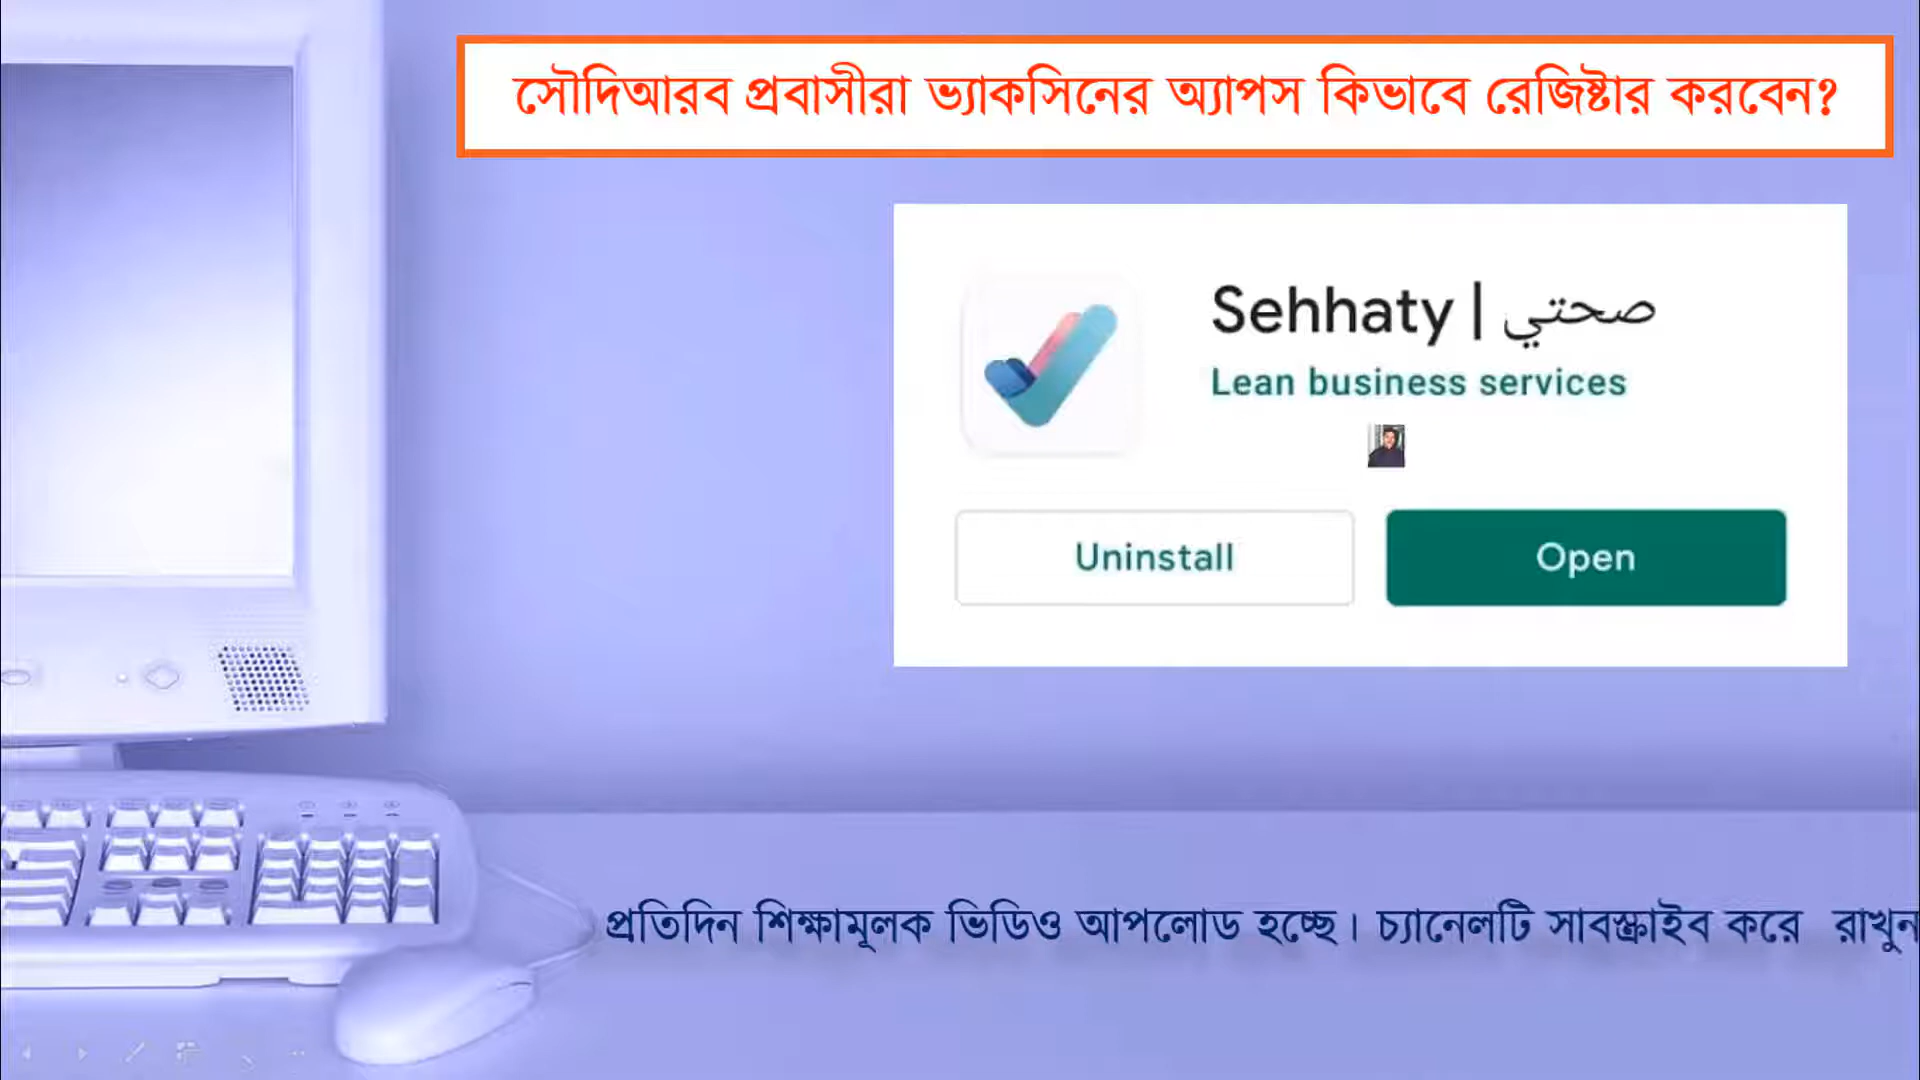 সৌদিআরব প্রবাসীরা ভ্যাকসিনের অ্যাপস কিভাবে রেজিষ্টার করবেন?
Sehhaty | صحتي
Lean business services
Uninstall
Open
প্রতিদিন শিক্ষামূলক ভিডিও আপলোড হচ্ছে। চ্যানেলটি সাবস্ক্রাইব করে রাখুন